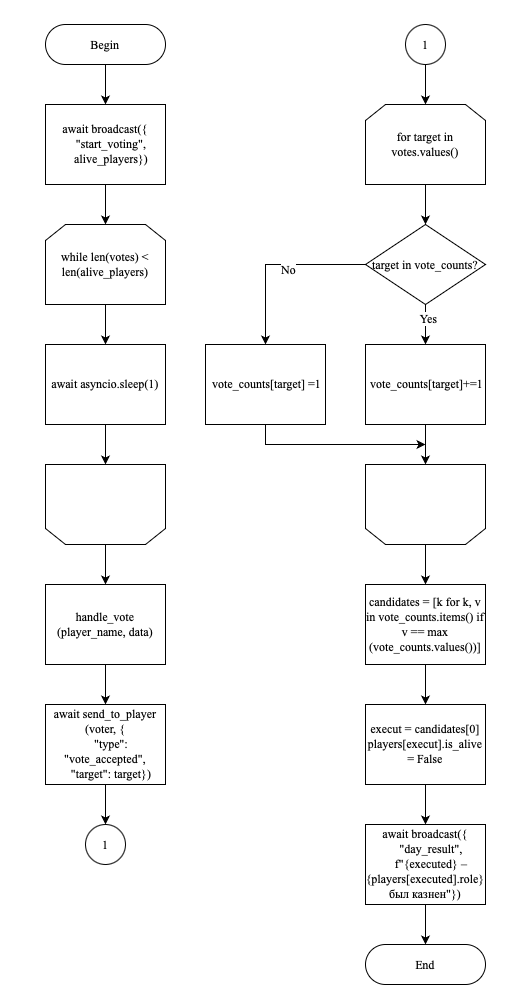 Begin
await broadcast({
"start_voting",
alive_players})
while len(votes) <
len(alive_players)
await asyncio.sleep(1)
handle_vote
(player_name, data)
await send_to_player
(voter, {
"type":
"vote_accepted",
"target": target})
1
1
for target in
votes.values()
target in vote_counts?
No
Yes
vote_counts[target] =1
vote_counts[target]+=1
candidates = [k for k, v
in vote_counts.items() if
v == max
(vote_counts.values())]
execut = candidates[0]
players[execut].is_alive
= False
await broadcast({
"day_result",
f"{executed} –
{players[executed].role}
был казнен"})
End